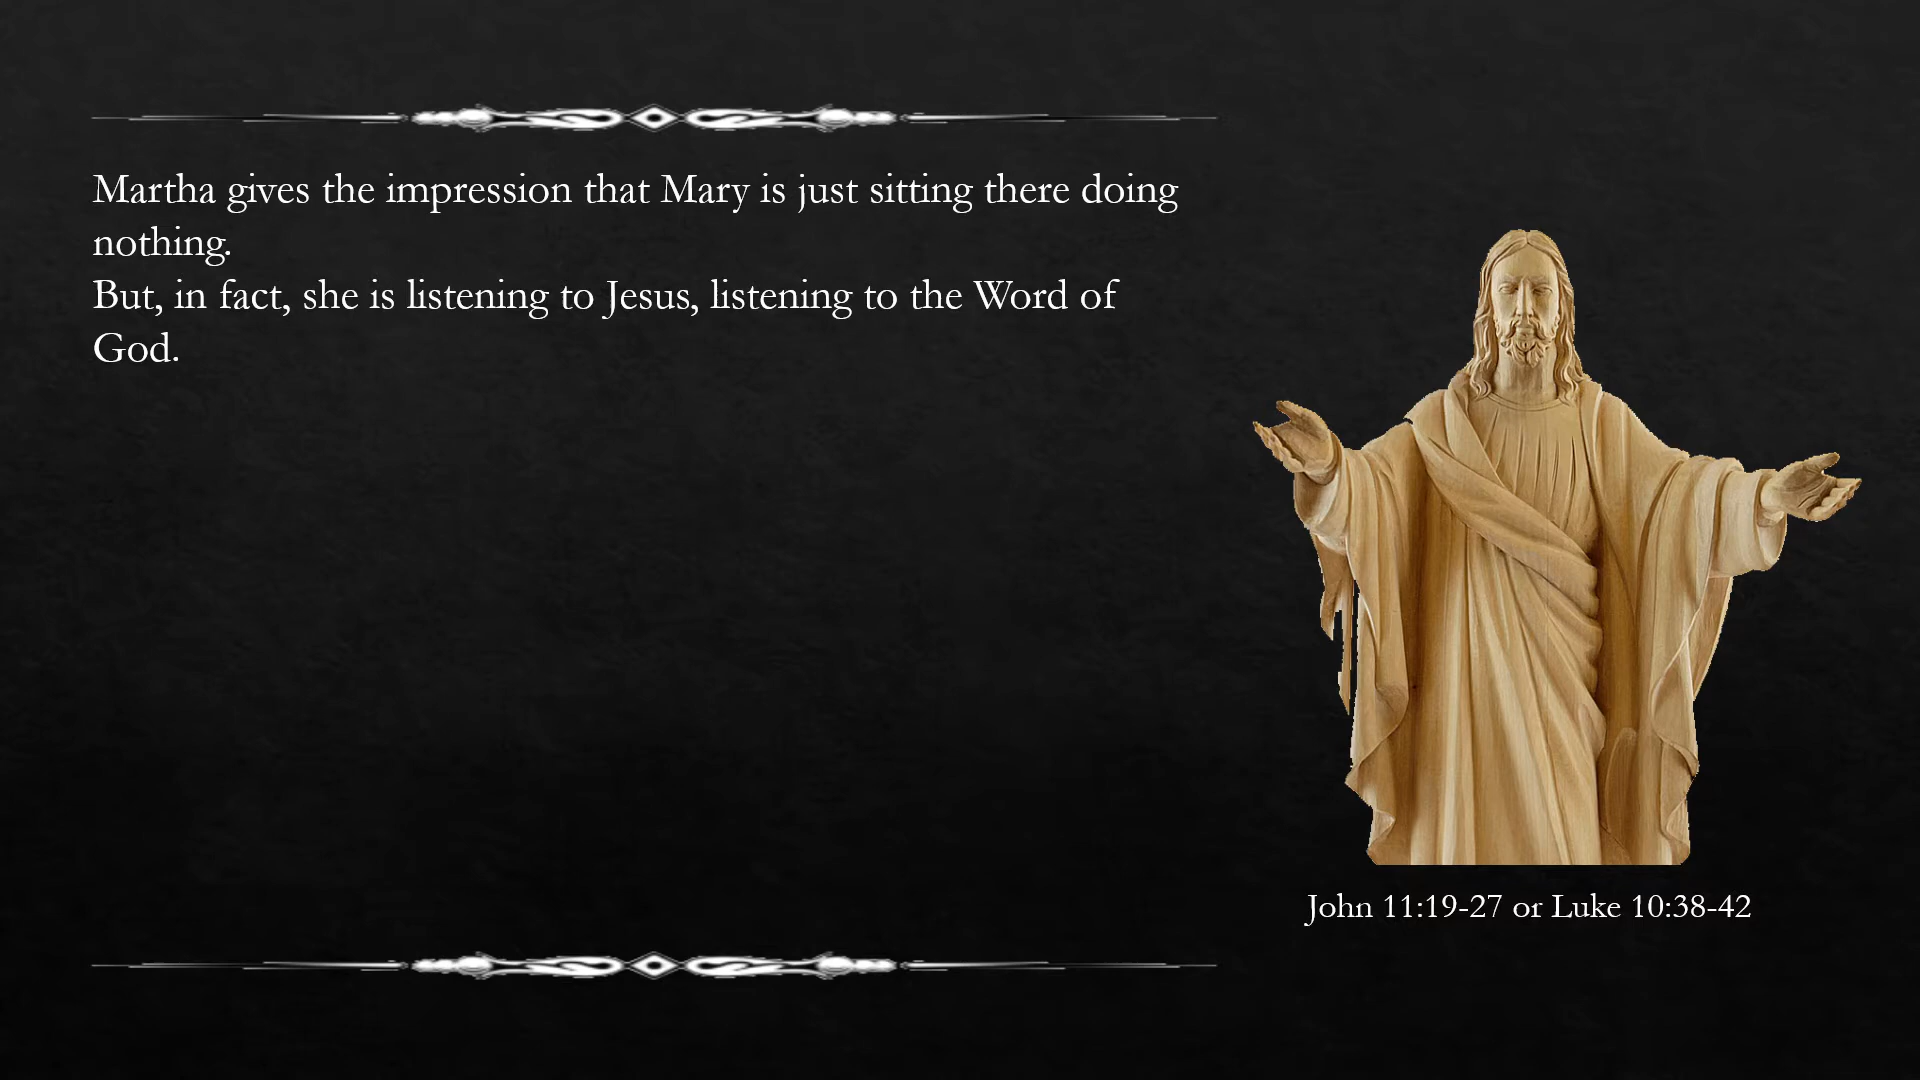 Martha gives the impression that Mary is just sitting there doing
nothing.
But, in fact, she is listening to Jesus, listening to the Word of
God.
John 11:19-27 or Luke 10:38-42